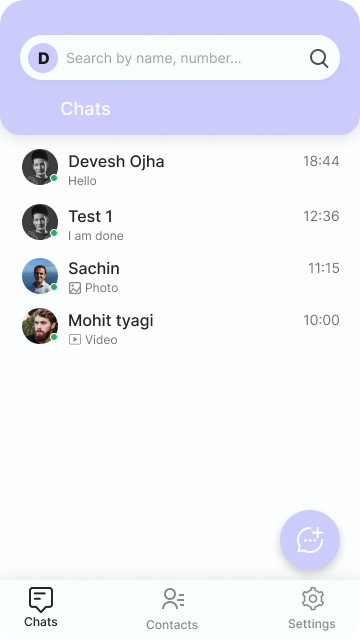 D Search by name, number...
Chats
Devesh Ojha 18:44
Hello
Test 1 12:36
I am done
Sachin 11:15
Photo
Mohit tyagi 10:00
Video
Chats Contacts Settings